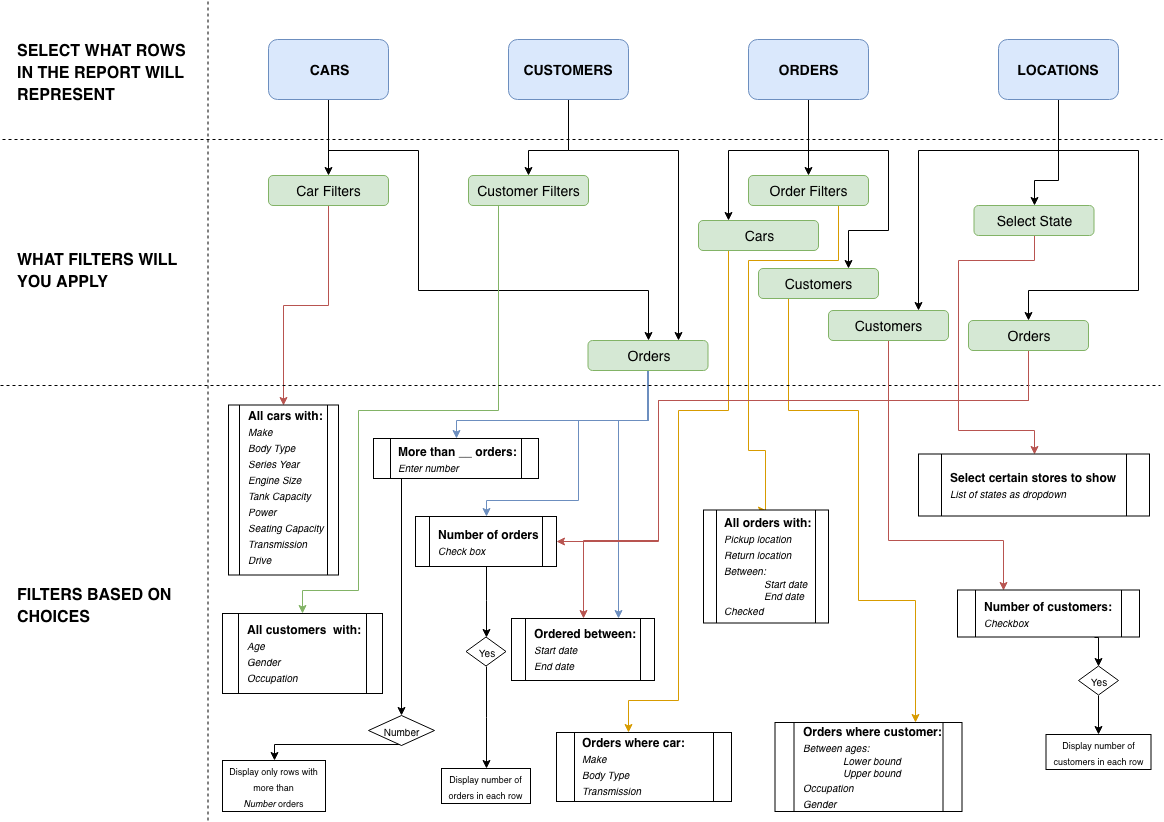 SELECT WHAT ROWS
IN THE REPORT WILL
REPRESENT
CARS
CUSTOMERS
ORDERS
LOCATIONS
WHAT FILTERS WILL
YOU APPLY
Car Filters
Customer Filters
Order Filters
Select State
Cars
Customers
Customers
Orders
Orders
FILTERS BASED ON
CHOICES
All cars with:
Make
Body Type
Series Year
Engine Size
Tank Capacity
Power
Seating Capacity
Transmission
Drive
More than __ orders:
Enter number
Number of orders
Check box
Select certain stores to show
List of states as dropdown
All orders with:
Pickup location
Return location
Between:
Start date
End date
Checked
Number of customers:
Checkbox
All customers  with:
Age
Gender
Occupation
Ordered between:
Start date
End date
Yes
Yes
Number
Display only rows with
more than
Number orders
Display number of
orders in each row
Orders where car:
Make
Body Type
Transmission
Orders where customer:
Between ages:
Lower bound
Upper bound
Occupation
Gender
Display number of
customers in each row